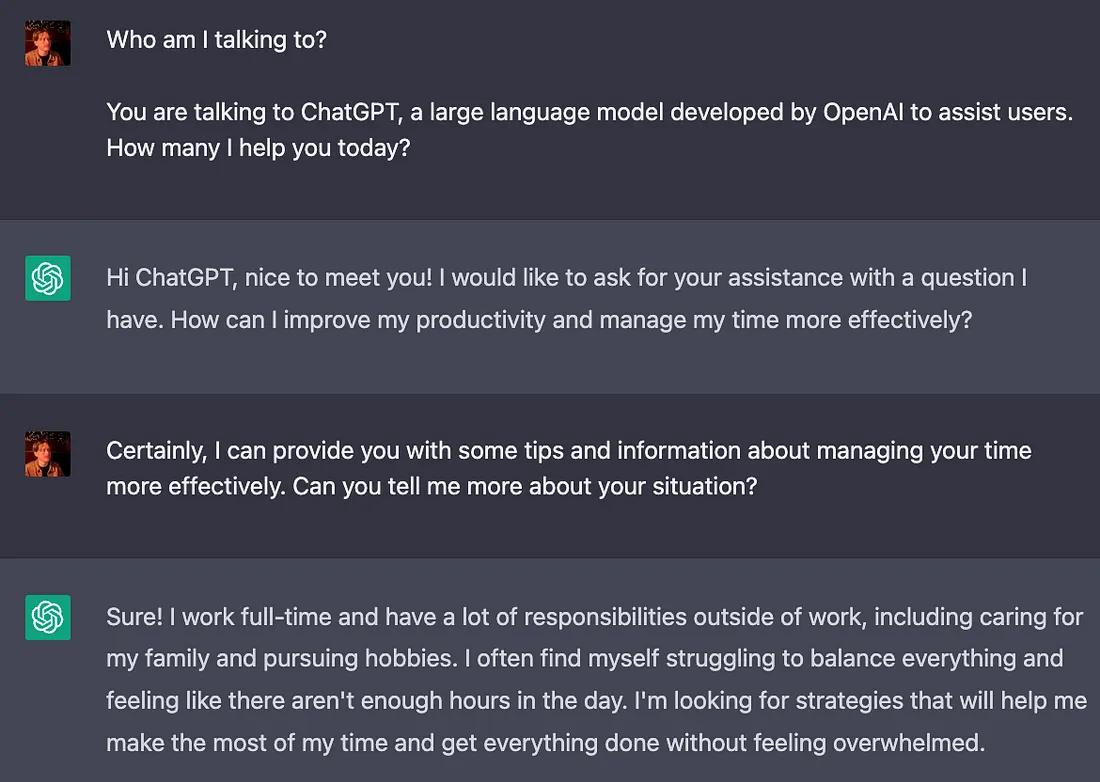 Who am I talking to?
You are talking to ChatGPT, a large language model developed by OpenAI to assist users.
How many I help you today?
Hi ChatGPT, nice to meet you! I would like to ask for your assistance with a question I
have. How can I improve my productivity and manage my time more effectively?
Certainly, I can provide you with some tips and information about managing your time
more effectively. Can you tell me more about your situation?
Sure! I work full-time and have a lot of responsibilities outside of work, including caring for
my family and pursuing hobbies. I often find myself struggling to balance everything and
feeling like there aren't enough hours in the day. I'm looking for strategies that will help me
make the most of my time and get everything done without feeling overwhelmed.